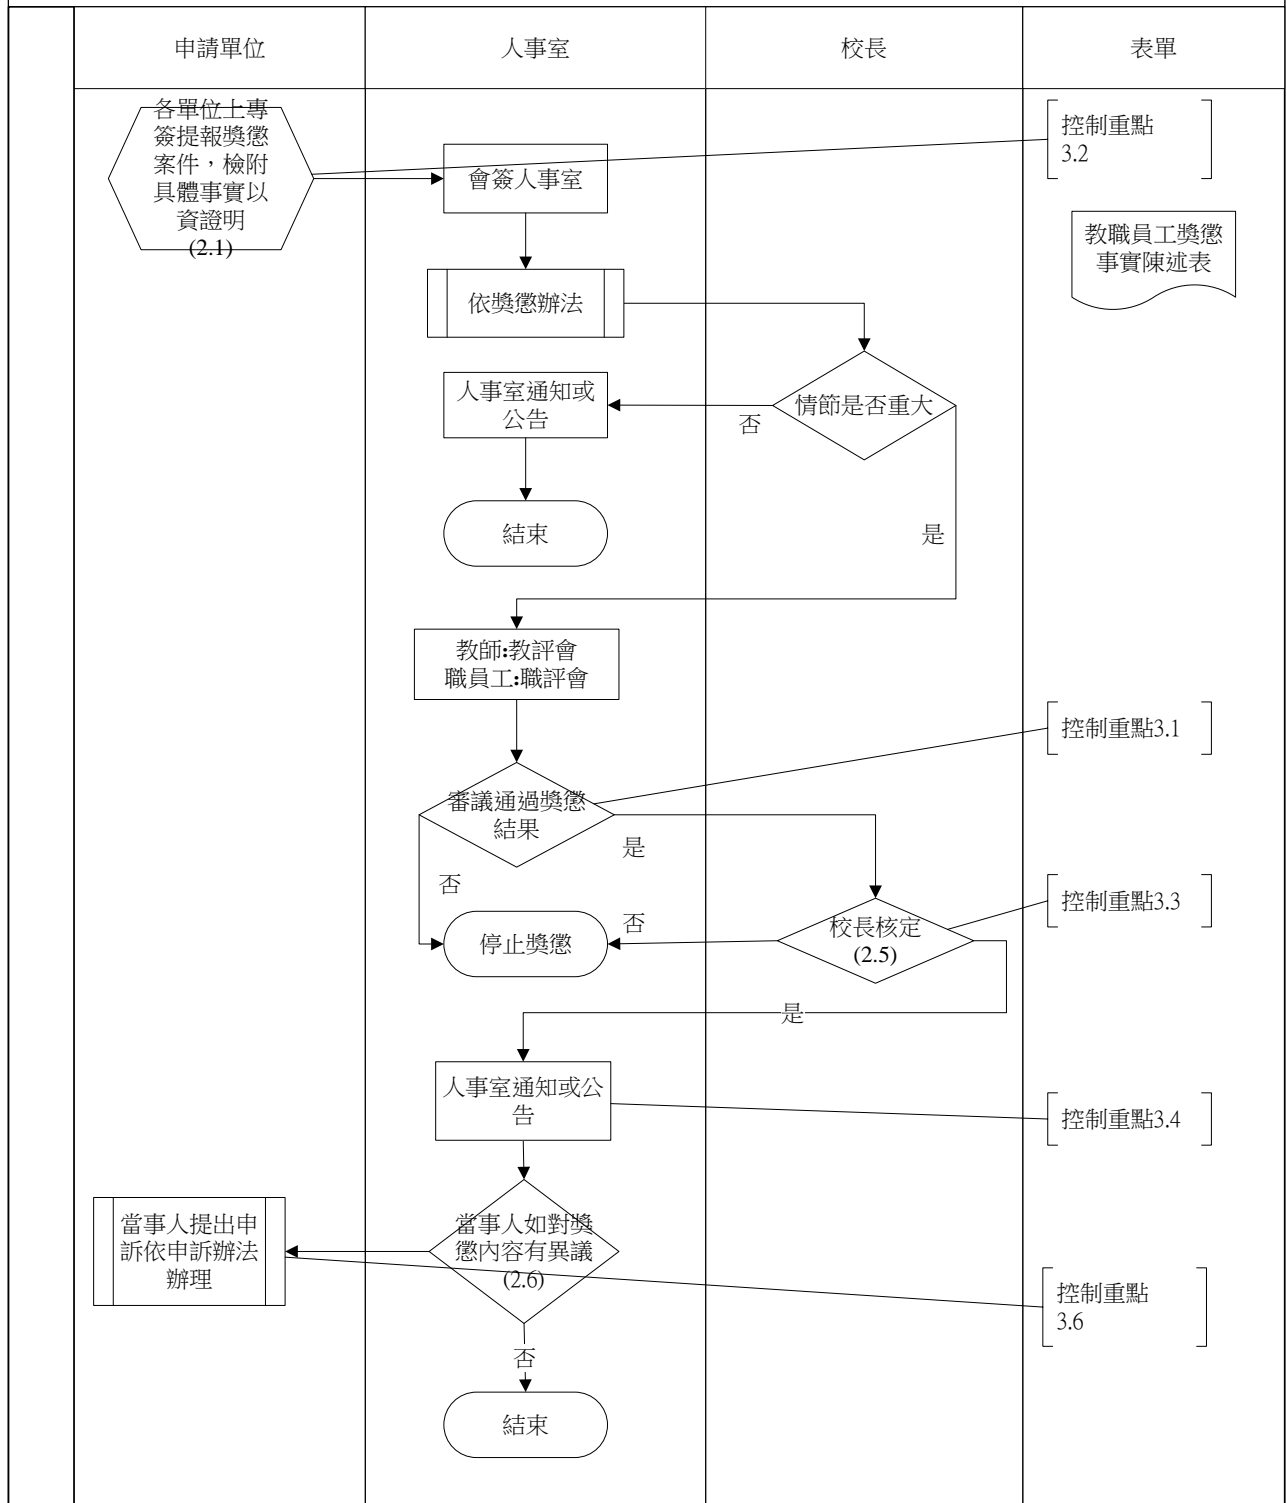 申請單位
人事室
校長
表單
各單位上專
簽提報獎懲
案件，檢附
具體事實以
資證明
(2.1)
會簽人事室
控制重點
3.2
教職員工獎懲
事實陳述表
依獎懲辦法
情節是否重大
否
人事室通知或
公告
結束
是
教師:教評會
職員工:職評會
控制重點3.1
審議通過獎懲
結果
是
否
控制重點3.3
校長核定
(2.5)
否
停止獎懲
是
人事室通知或公
告
控制重點3.4
當事人如對獎
懲內容有異議
(2.6)
當事人提出申
訴依申訴辦法
辦理
控制重點
3.6
否
結束